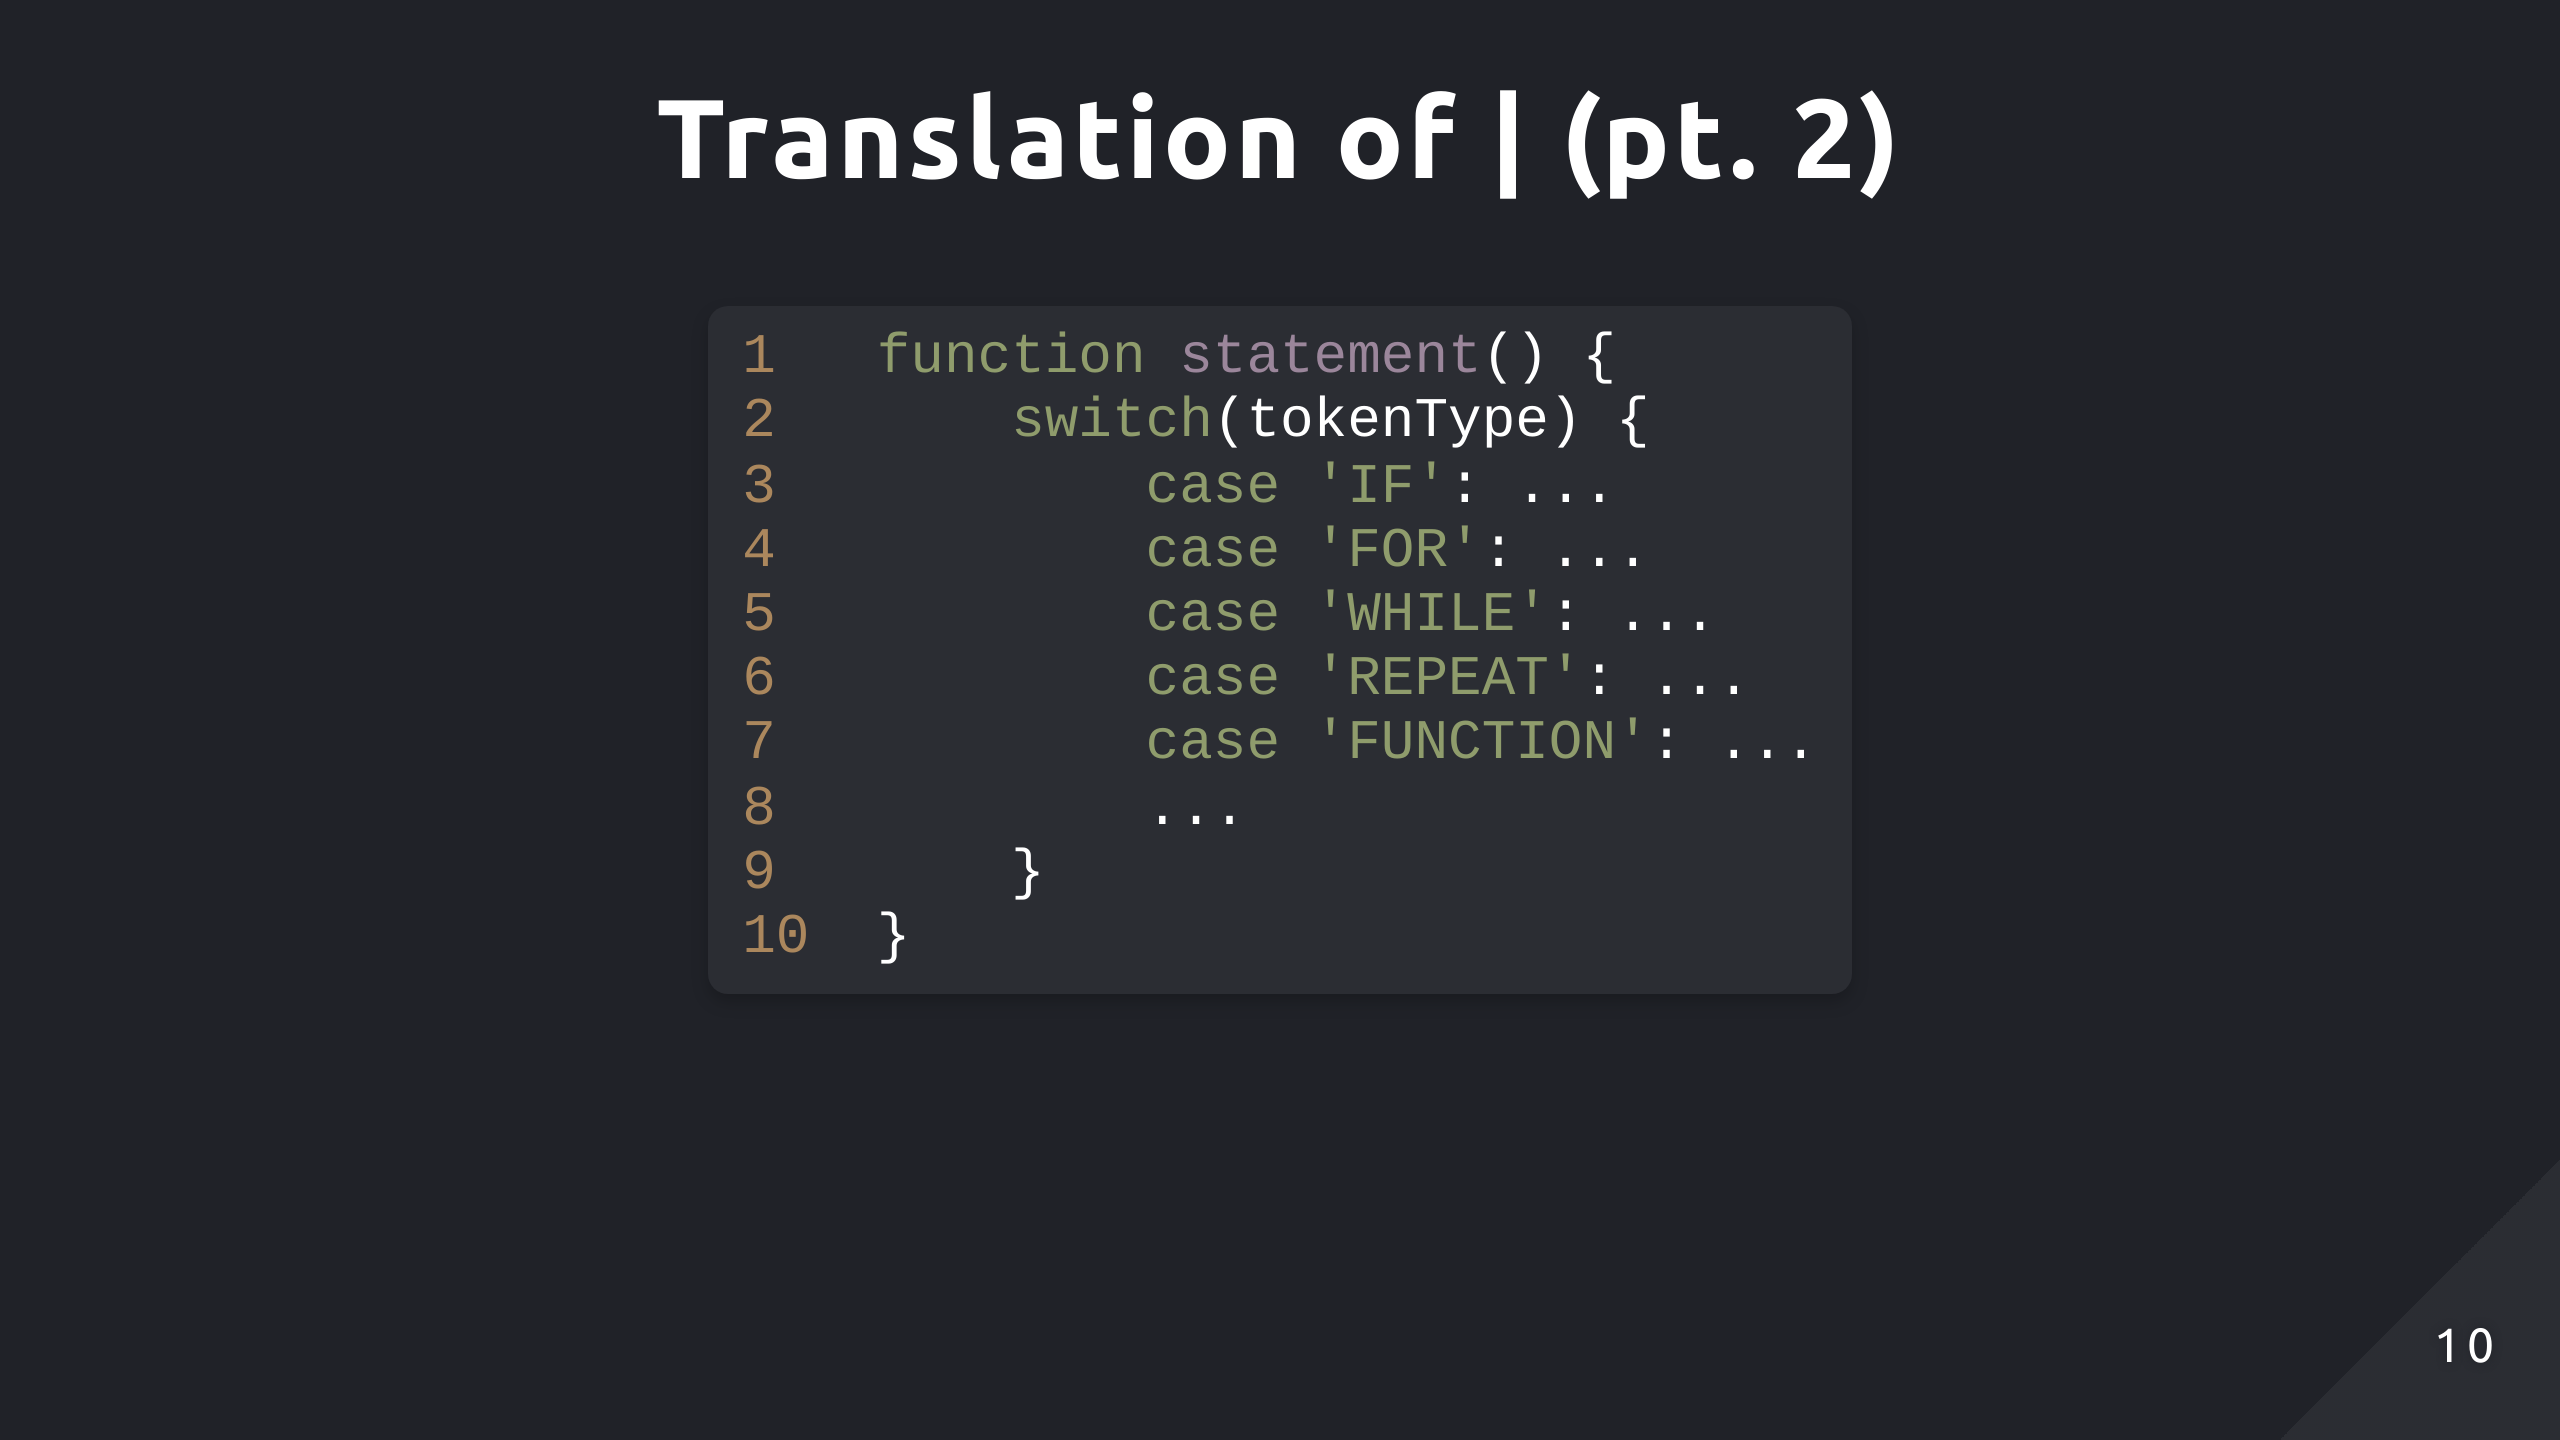 Translation of | (pt. 2)
1 function statement() {
2 switch(tokenType) {
3 case 'IF': ...
4 case 'FOR': ...
5 case 'WHILE': ...
6 case 'REPEAT': ...
7 case 'FUNCTION': ...
8 ...
9 }
10 }
10